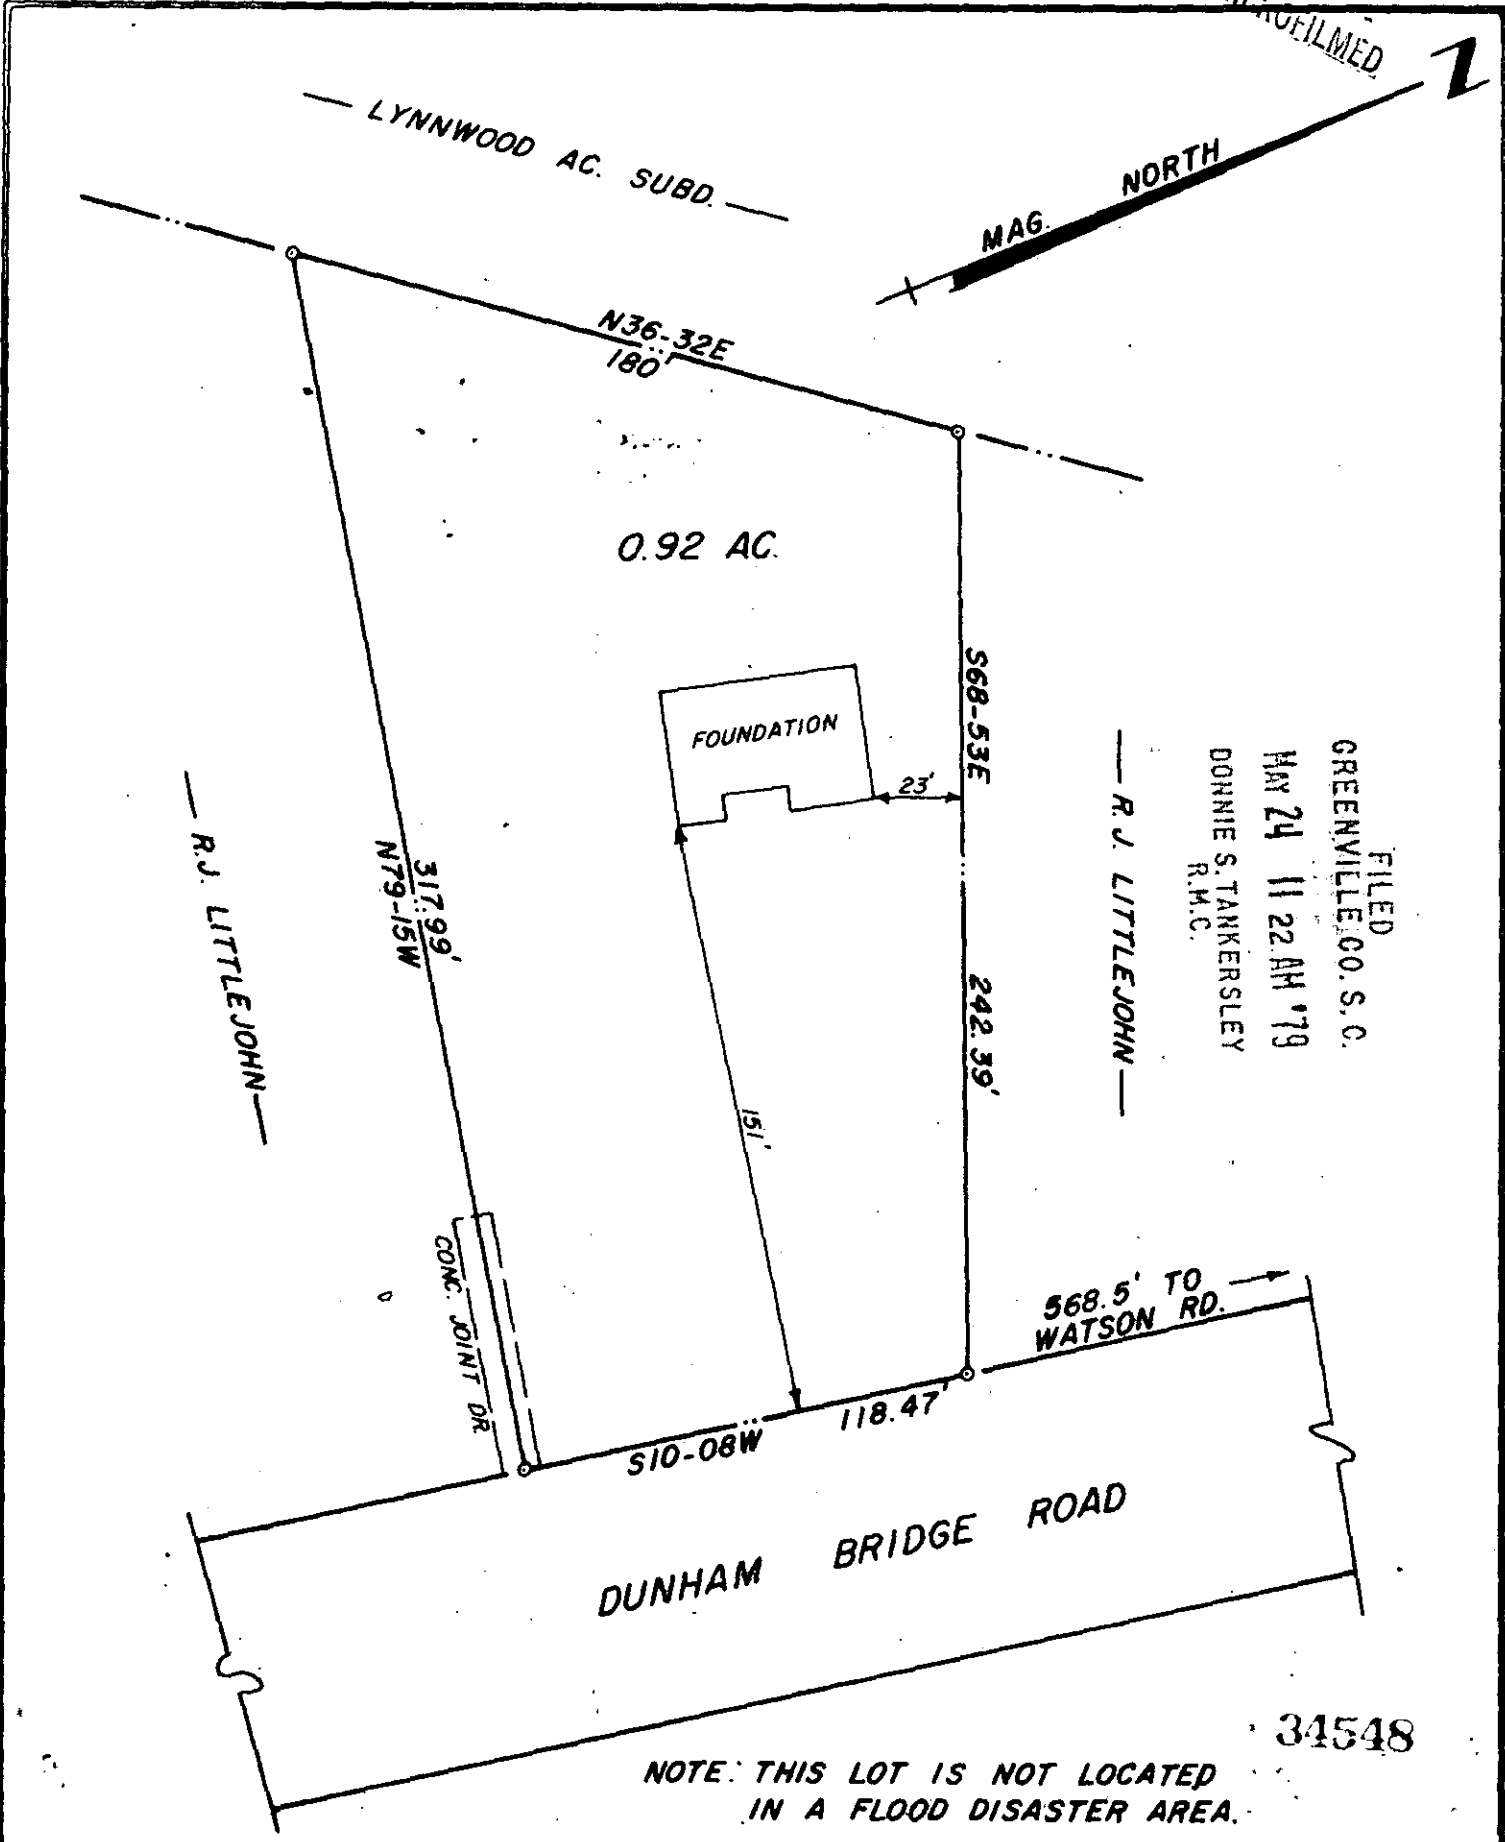 LYNNWOOD AC. SUBD.
MAG. NORTH
N36-32E
180'
0.92 AC.
FOUNDATION
23'
S68-53E
242.39'
R. J. LITTLEJOHN
FILED
GREENVILLE CO. S. C.
MAY 24 11 22 AM '79
DONNIE S. TANKERSLEY
R.M.C.
R.J. LITTLEJOHN
317.99'
N79-15W
151'
CONC. JOINT DR.
568.5' TO
WATSON RD.
118.47'
S10-08W
DUNHAM BRIDGE ROAD
34548
NOTE: THIS LOT IS NOT LOCATED
IN A FLOOD DISASTER AREA.